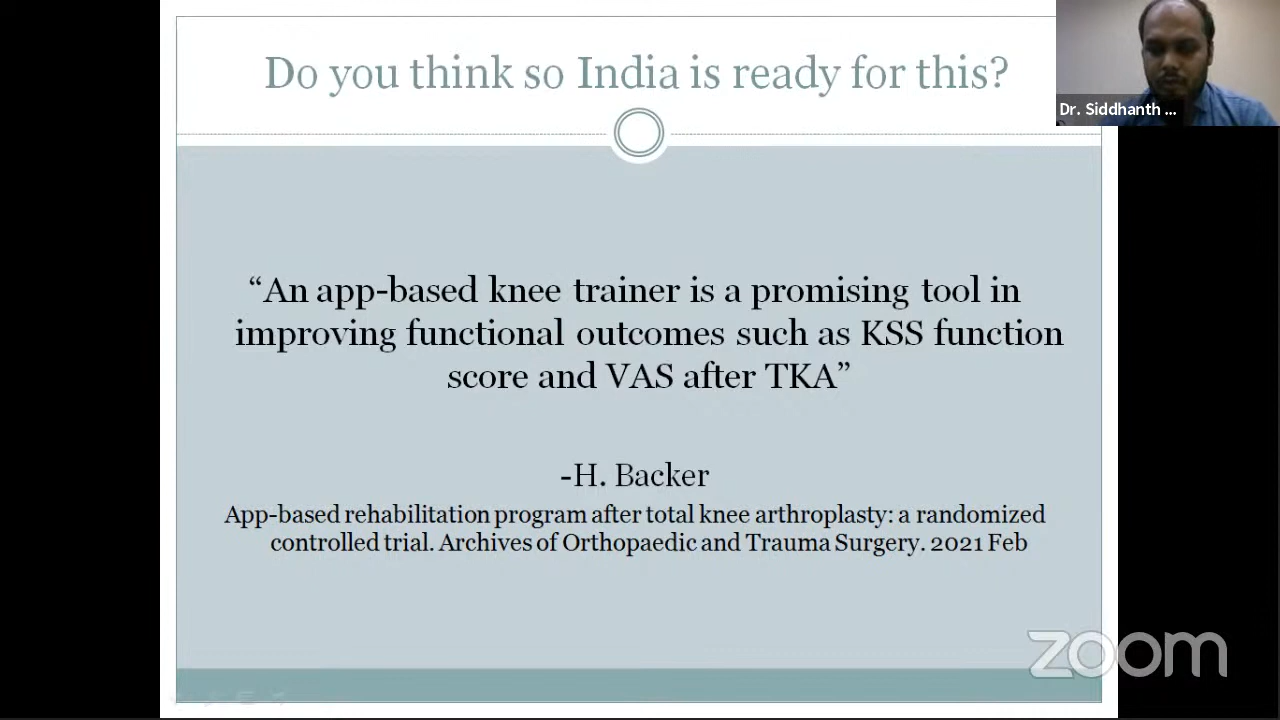 Do you think so India is ready for this?
Dr. Siddhanth ...
“An app-based knee trainer is a promising tool in
improving functional outcomes such as KSS function
score and VAS after TKA”
-H. Backer
App-based rehabilitation program after total knee arthroplasty: a randomized
controlled trial. Archives of Orthopaedic and Trauma Surgery. 2021 Feb
zoom